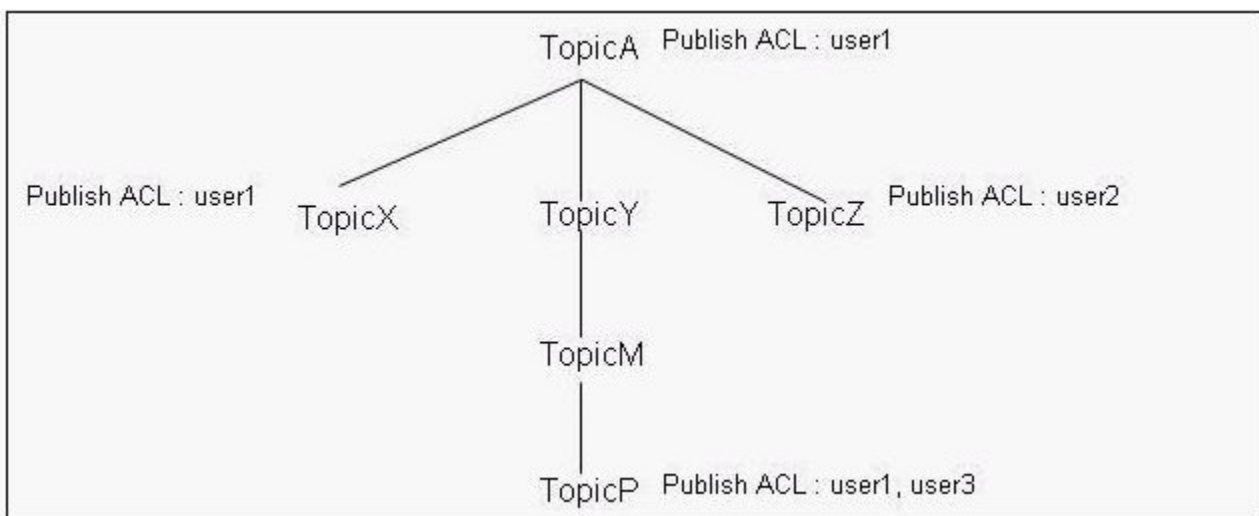 TopicA Publish ACL : user1
Publish ACL : user1 TopicX TopicY TopicZ Publish ACL : user2
TopicM
TopicP Publish ACL : user1, user3